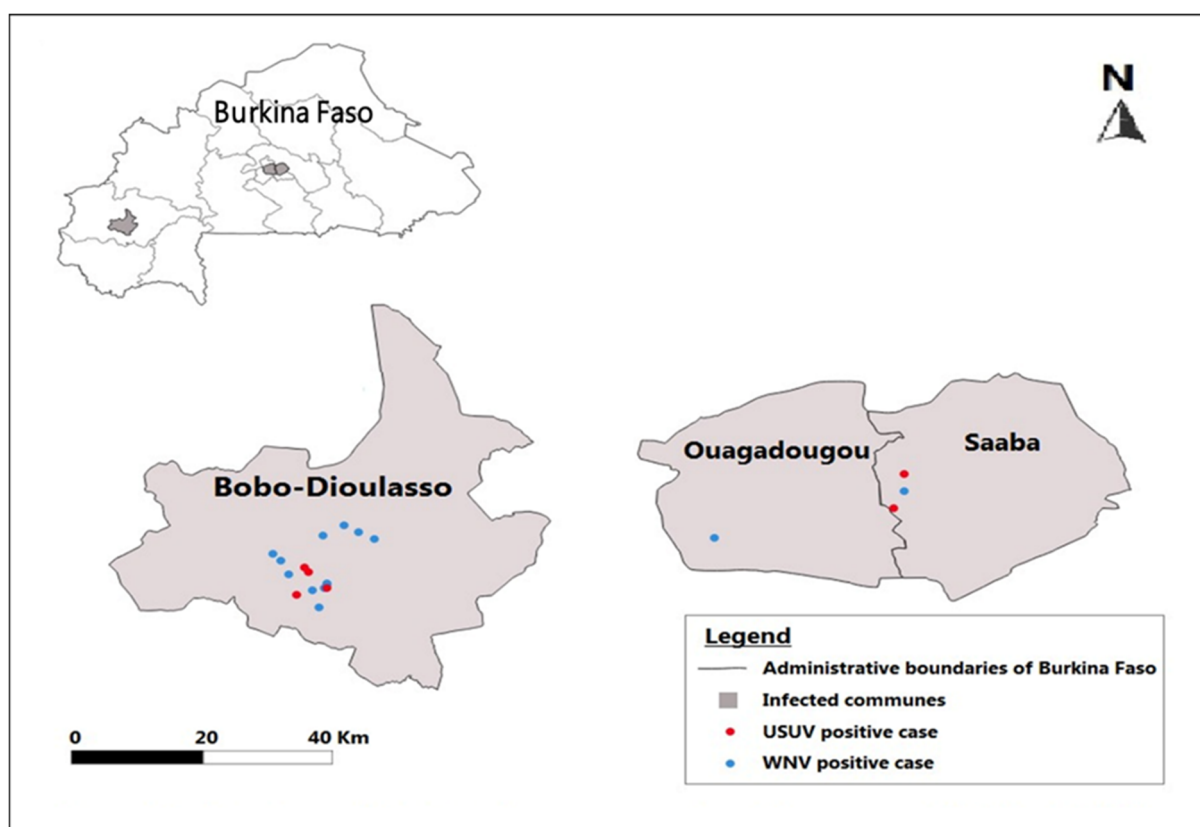 N
Burkina Faso
Bobo-Dioulasso
Ouagadougou
Saaba
0 20 40 Km
Legend
Administrative boundaries of Burkina Faso
Infected communes
USUV positive case
WNV positive case